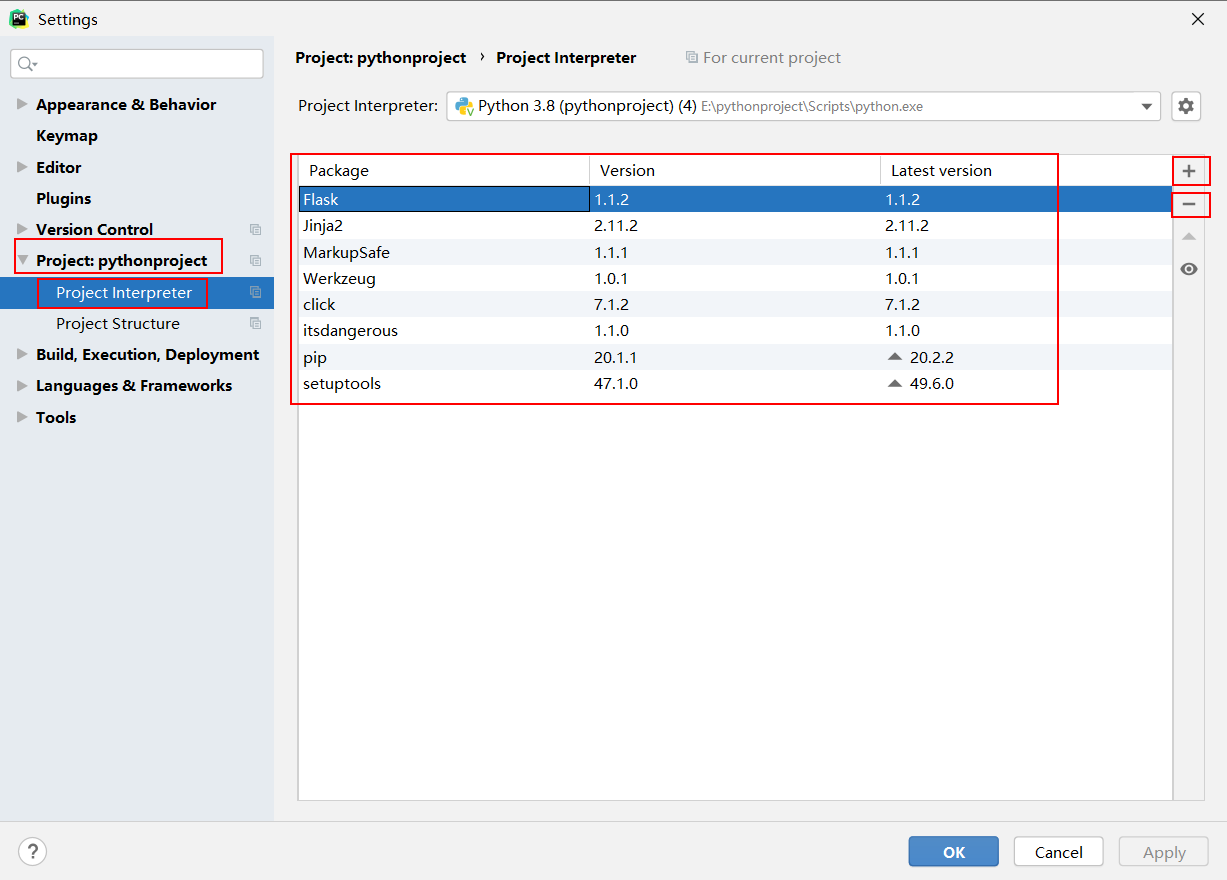 PC
Settings
Project: pythonproject › Project Interpreter For current project
Project Interpreter: Python 3.8 (pythonproject) (4) E:\pythonproject\Scripts\python.exe
Appearance & Behavior
Keymap
Editor
Plugins
Version Control
Project: pythonproject
Project Interpreter
Project Structure
Build, Execution, Deployment
Languages & Frameworks
Tools
Package Version Latest version
Flask 1.1.2 1.1.2
Jinja2 2.11.2 2.11.2
MarkupSafe 1.1.1 1.1.1
Werkzeug 1.0.1 1.0.1
click 7.1.2 7.1.2
itsdangerous 1.1.0 1.1.0
pip 20.1.1 20.2.2
setuptools 47.1.0 49.6.0
? OK Cancel Apply